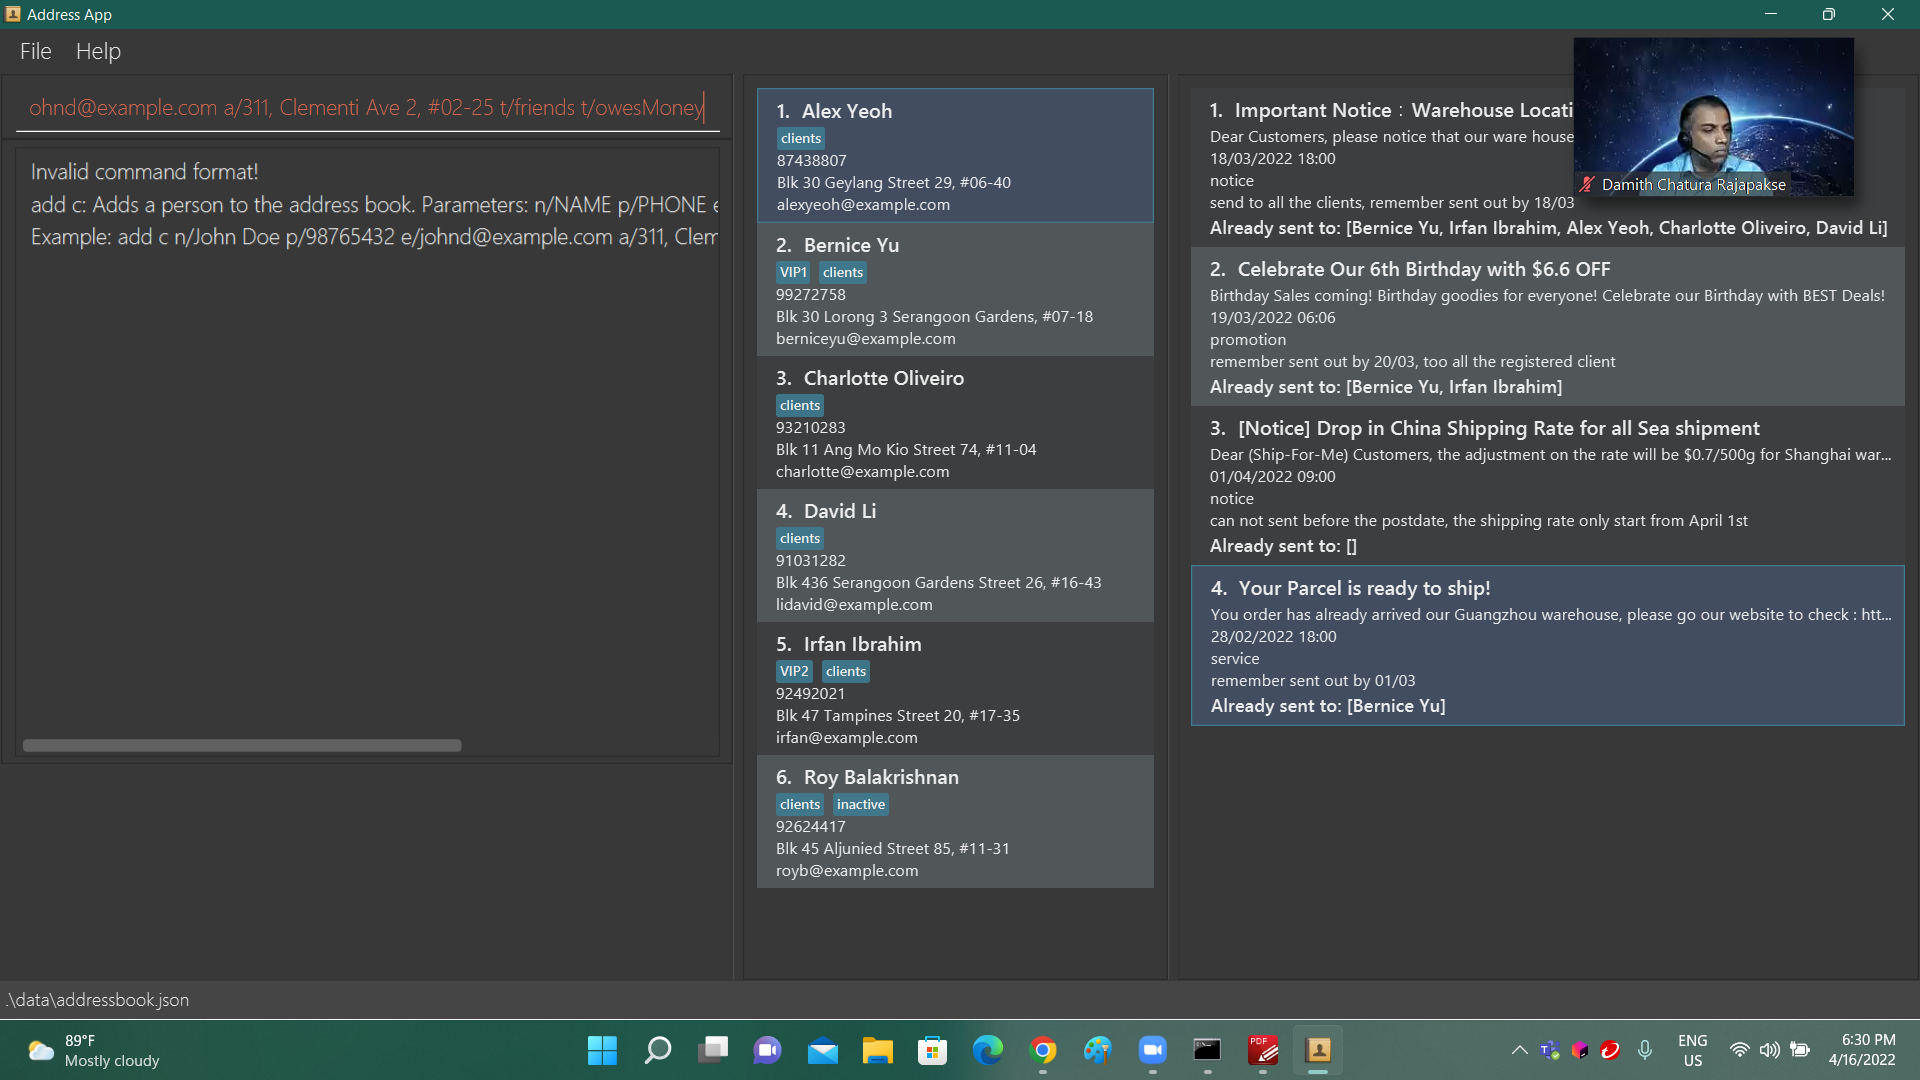 Address App
File Help
ohnd@example.com a/311, Clementi Ave 2, #02-25 t/friends t/owesMoney
Invalid command format!
add c: Adds a person to the address book. Parameters: n/NAME p/PHONE e
Example: add c n/John Doe p/98765432 e/johnd@example.com a/311, Clem
1. Alex Yeoh
clients
87438807
Blk 30 Geylang Street 29, #06-40
alexyeoh@example.com
2. Bernice Yu
VIP1 clients
99272758
Blk 30 Lorong 3 Serangoon Gardens, #07-18
berniceyu@example.com
3. Charlotte Oliveiro
clients
93210283
Blk 11 Ang Mo Kio Street 74, #11-04
charlotte@example.com
4. David Li
clients
91031282
Blk 436 Serangoon Gardens Street 26, #16-43
lidavid@example.com
5. Irfan Ibrahim
VIP2 clients
92492021
Blk 47 Tampines Street 20, #17-35
irfan@example.com
6. Roy Balakrishnan
clients inactive
92624417
Blk 45 Aljunied Street 85, #11-31
royb@example.com
1. Important Notice : Warehouse Locati
Dear Customers, please notice that our ware house
18/03/2022 18:00
notice
send to all the clients, remember sent out by 18/03
Already sent to: [Bernice Yu, Irfan Ibrahim, Alex Yeoh, Charlotte Oliveiro, David Li]
2. Celebrate Our 6th Birthday with $6.6 OFF
Birthday Sales coming! Birthday goodies for everyone! Celebrate our Birthday with BEST Deals!
19/03/2022 06:06
promotion
remember sent out by 20/03, too all the registered client
Already sent to: [Bernice Yu, Irfan Ibrahim]
3. [Notice] Drop in China Shipping Rate for all Sea shipment
Dear (Ship-For-Me) Customers, the adjustment on the rate will be $0.7/500g for Shanghai war...
01/04/2022 09:00
notice
can not sent before the postdate, the shipping rate only start from April 1st
Already sent to: []
4. Your Parcel is ready to ship!
You order has already arrived our Guangzhou warehouse, please go our website to check : htt...
28/02/2022 18:00
service
remember sent out by 01/03
Already sent to: [Bernice Yu]
Damith Chatura Rajapakse
.\data\addressbook.json
89°F
Mostly cloudy
PDF
ENG
US
6:30 PM
4/16/2022